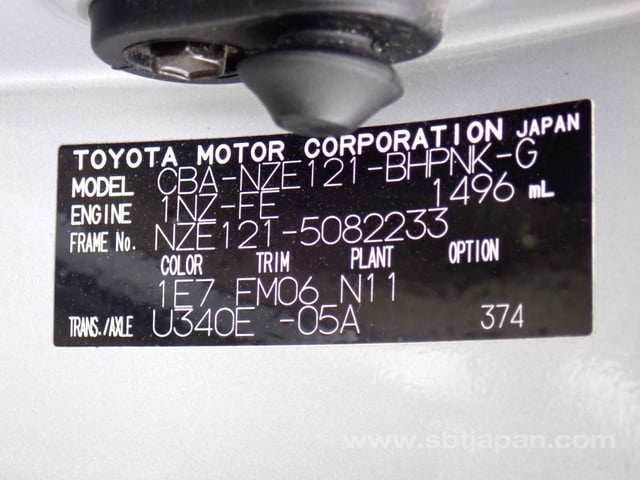 TOYOTA MOTOR CORPORATION JAPAN
MODEL CBA-NZE121-BHPNK-G
ENGINE 1NZ-FE 1496 mL
FRAME No. NZE121-5082233
COLOR TRIM PLANT OPTION
1E7 FM06 N11
TRANS./AXLE U340E -05A 374
www.sbtjapan.com